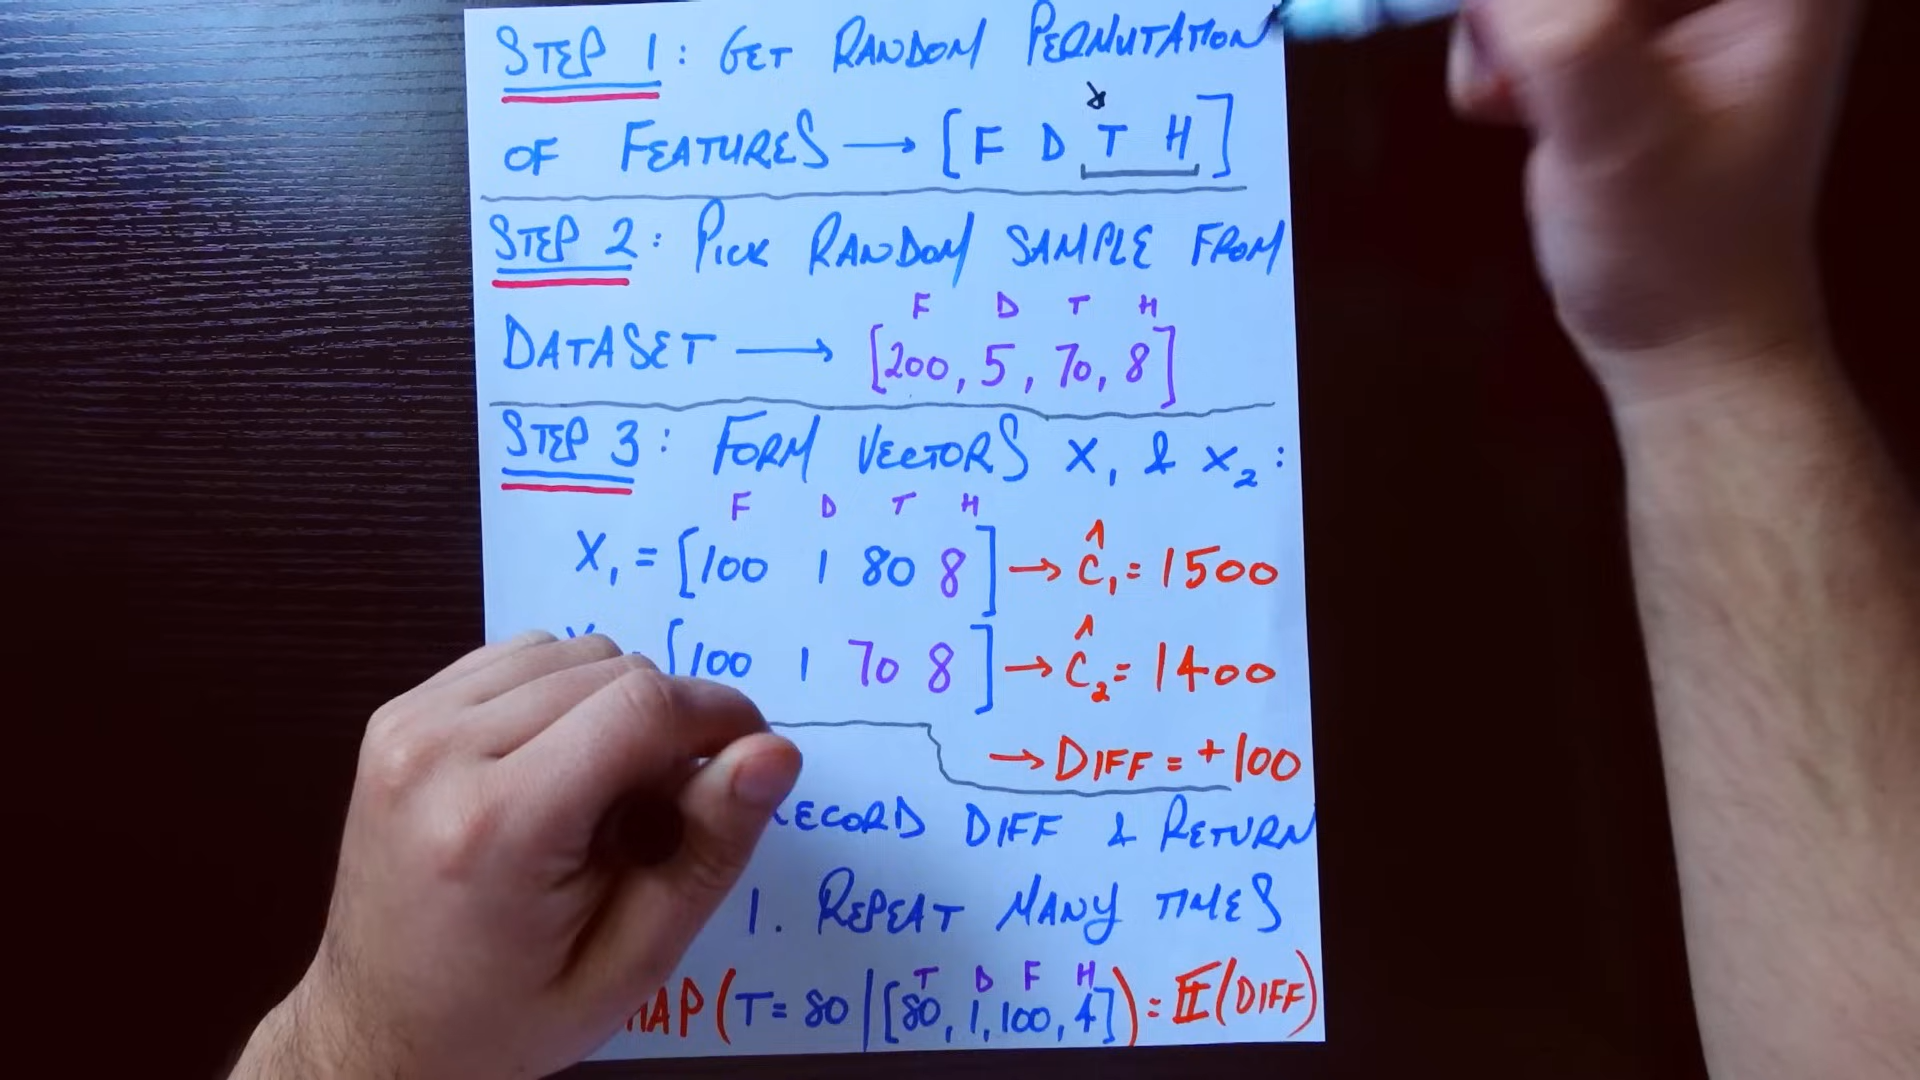 STEP 1: GET RANDOM PERMUTATION
OF FEATURES → [F D T H]
STEP 2: PICK RANDOM SAMPLE FROM
F D T H
DATASET → [200, 5, 70, 8]
STEP 3: FORM VECTORS X₁ & X₂:
F D T H
X₁ = [100 1 80 8] → Ĉ₁ = 1500
[100 1 70 8] → Ĉ₂ = 1400
→ DIFF = +100
RECORD DIFF & RETURN
1. REPEAT MANY TIMES
T D F H
(T=80 | [80, 1, 100, 4]) = E(DIFF)